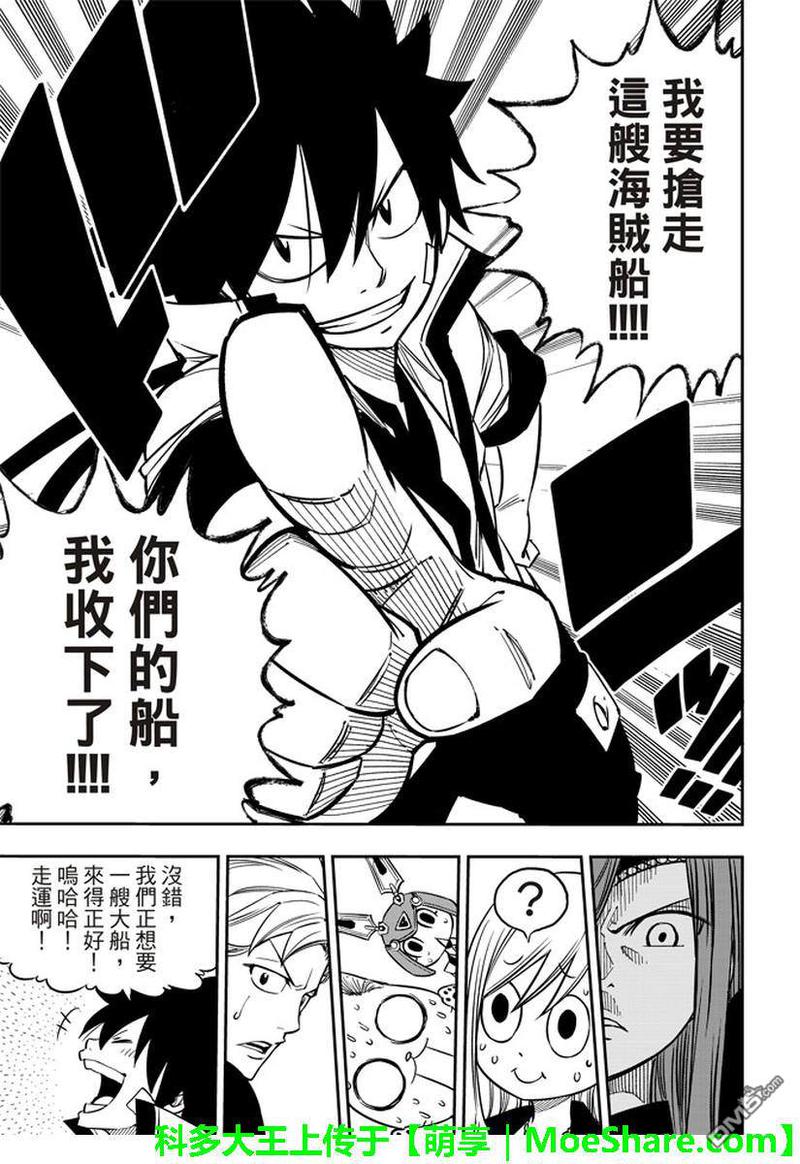 我要搶走
這艘海賊船!!!!
你們的船，
我收下了!!!!
?
沒錯，
我們正想要
一艘大船，
來得正好！
嗚哈哈！
走運啊！
科多大王上传于【萌享｜MoeShare.com】